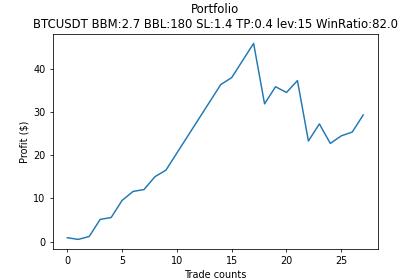 Portfolio
BTCUSDT BBM:2.7 BBL:180 SL:1.4 TP:0.4 lev:15 WinRatio:82.0
40
30
20
10
0
Profit ($)
0 5 10 15 20 25
Trade counts